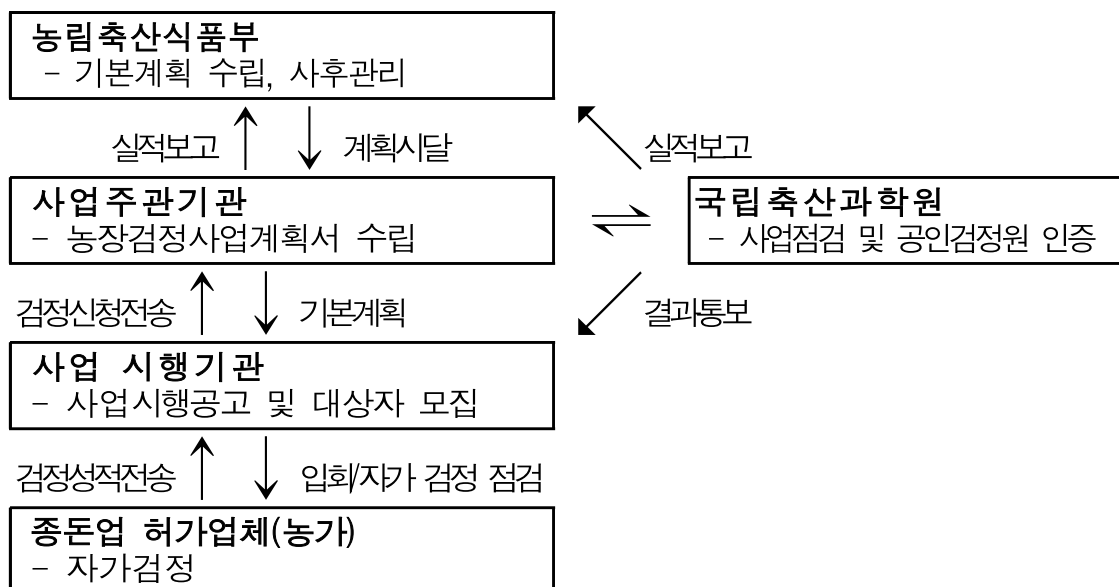 농림축산식품부
- 기본계획 수립, 사후관리
실적보고
계획시달
실적보고
사업주관기관
- 농장검정사업계획서 수립
국립축산과학원
- 사업점검 및 공인검정원 인증
검정신청전송
기본계획
결과통보
사업 시행기관
- 사업시행공고 및 대상자 모집
검정성적전송
입회/자가 검정 점검
종돈업 허가업체(농가)
- 자가검정